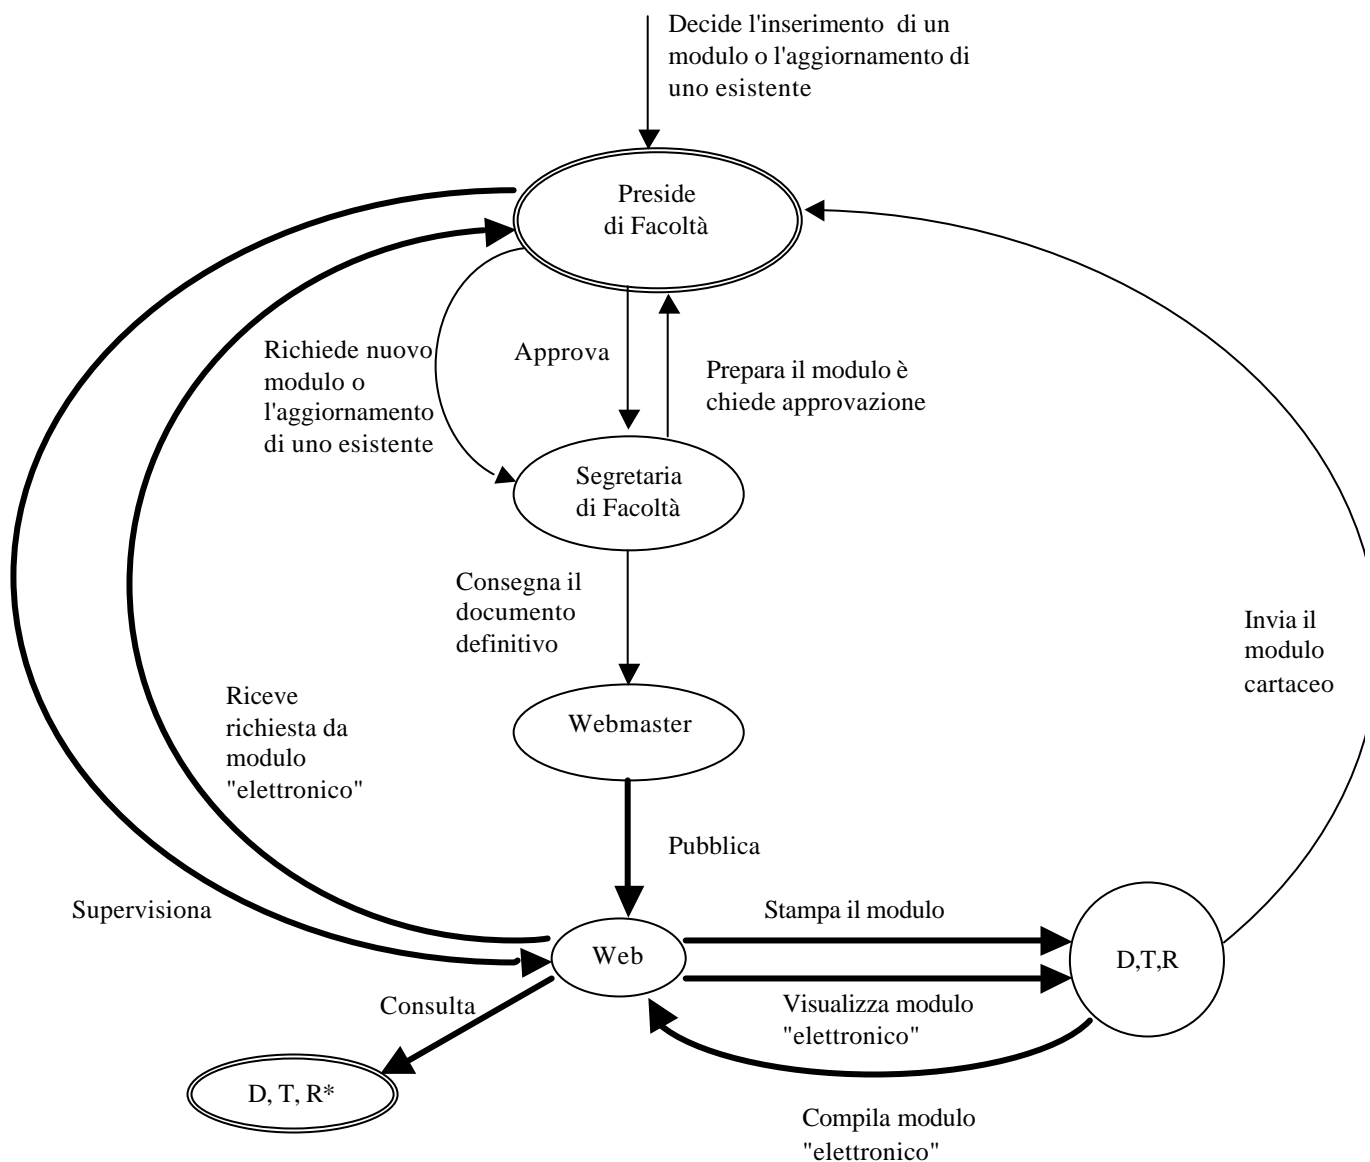 Decide l'inserimento di un
modulo o l'aggiornamento di
uno esistente
Preside
di Facoltà
Richiede nuovo
modulo o
l'aggiornamento
di uno esistente
Approva
Prepara il modulo è
chiede approvazione
Segretaria
di Facoltà
Consegna il
documento
definitivo
Invia il
modulo
cartaceo
Riceve
richiesta da
modulo
"elettronico"
Webmaster
Pubblica
Supervisiona
Stampa il modulo
Web
D,T,R
Consulta
Visualizza modulo
"elettronico"
D, T, R*
Compila modulo
"elettronico"